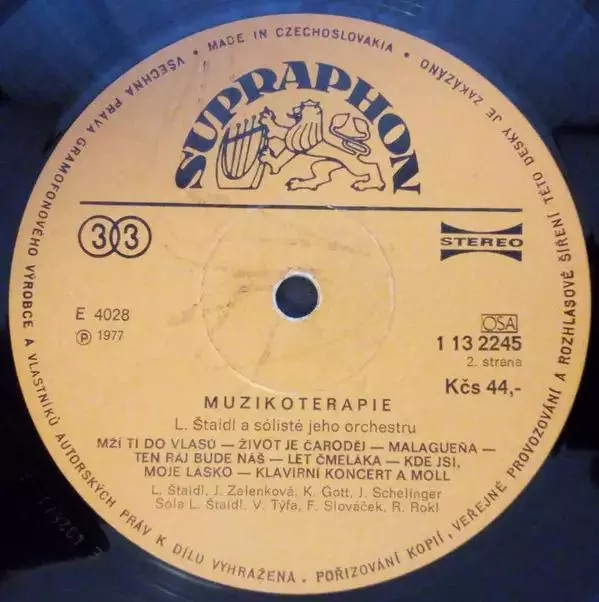 VŠECHNA PRÁVA GRAMOFONOVÉHO VÝROBCE A VLASTNÍKŮ AUTORSKÝCH PRÁV K DÍLU VYHRAŽENA • POŘIZOVÁNÍ KOPIÍ, VEŘEJNÉ PROVOZOVÁNÍ A ROZHLASOVÉ ŠÍŘENÍ TÉTO DESKY JE ZAKÁZÁNO
• MADE IN CZECHOSLOVAKIA •
SUPRAPHON
33
STEREO
E 4028
Ⓟ 1977
OSA
1 13 2245
2. strana
Kčs 44,-
MUZIKOTERAPIE
L. Štaidl a sólisté jeho orchestru
MŽÍ TI DO VLASŮ — ŽIVOT JE ČARODĚJ — MALAGUEÑA —
TEN RÁJ BUDE NÁŠ — LET ČMELÁKA — KDE JSI,
MOJE LÁSKO — KLAVÍRNÍ KONCERT A MOLL
L. Štaidl, J. Zelenková, K. Gott, J. Schelinger
Sóla L. Štaidl, V. Týfa, F. Slováček, R. Rokl